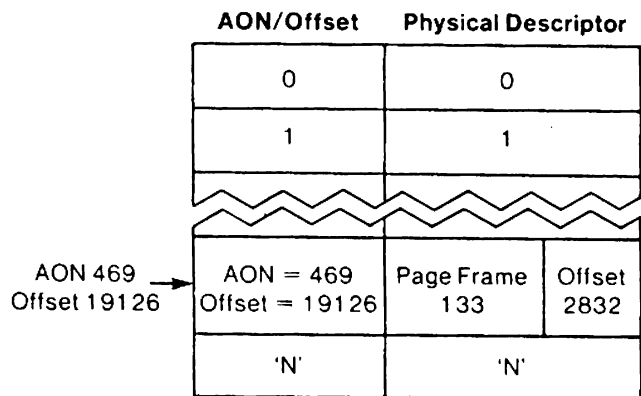 AON/Offset Physical Descriptor
0 0
1 1
AON 469
Offset 19126
AON = 469
Offset = 19126
Page Frame
133
Offset
2832
'N' 'N'